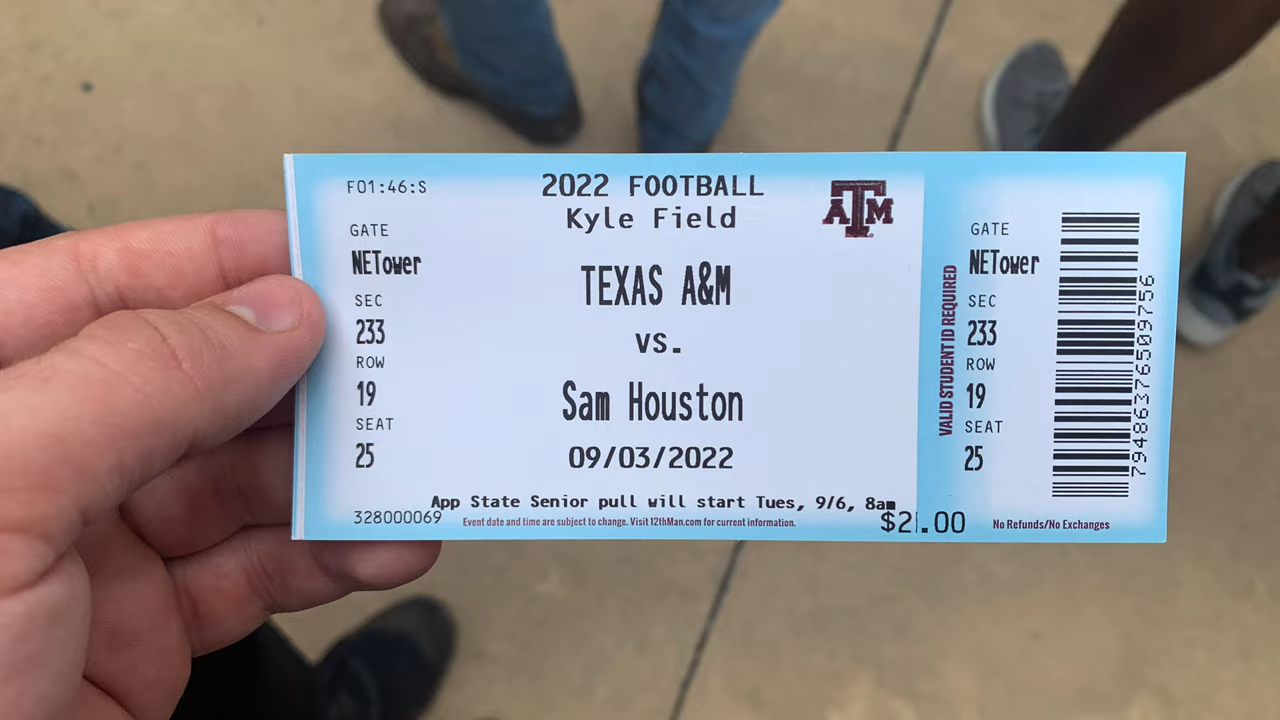 F01:46:S
2022 FOOTBALL
Kyle Field
ATM
GATE
NETower
SEC
233
ROW
19
SEAT
25
TEXAS A&M
vs.
Sam Houston
09/03/2022
App State Senior pull will start Tues, 9/6, 8am
328000069
Event date and time are subject to change. Visit 12thMan.com for current information.
$21.00
VALID STUDENT ID REQUIRED
GATE
NETower
SEC
233
ROW
19
SEAT
25
79486376509756
No Refunds/No Exchanges